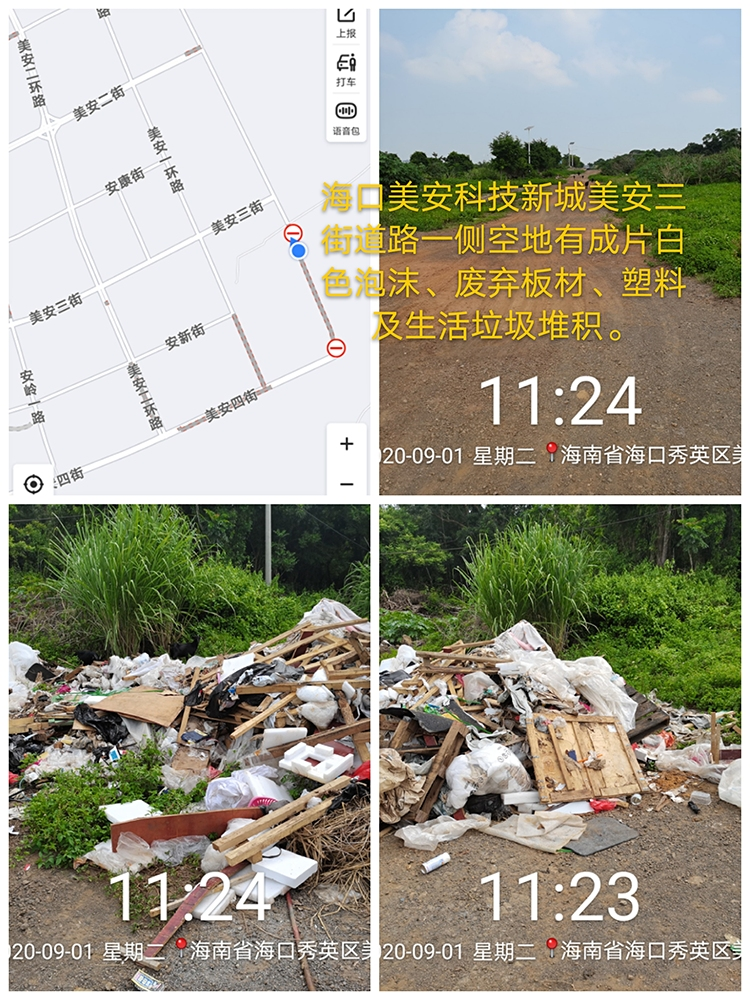 路
美安二环路
美安二街
美安一环路
安康街
美安三街
美安三街
安新街
安岭一路
美安二环路
美安四街
四街
上报
打车
语音包
海口美安科技新城美安三
街道路一侧空地有成片白
色泡沫、废弃板材、塑料
及生活垃圾堆积。
11:24
020-09-01 星期二 海南省海口秀英区美
11:24
020-09-01 星期二 海南省海口秀英区美
11:23
020-09-01 星期二 海南省海口秀英区美